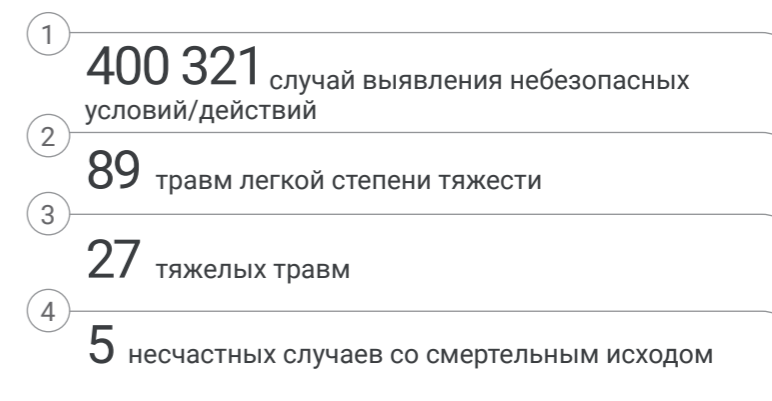 1
400 321 случай выявления небезопасных
условий/действий
2
89 травм легкой степени тяжести
3
27 тяжелых травм
4
5 несчастных случаев со смертельным исходом